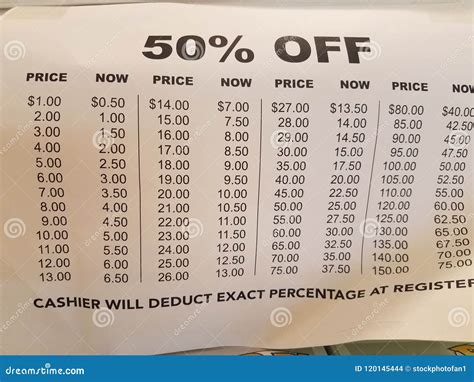 50% OFF
PRICE NOW PRICE NOW PRICE NOW PRICE NOW
$1.00 $0.50 $14.00 $7.00 $27.00 $13.50 $80.00 $40.00
2.00 1.00 15.00 7.50 28.00 14.00 85.00 42.50
3.00 1.50 16.00 8.00 29.00 14.50 90.00 45.00
4.00 2.00 17.00 8.50 30.00 15.00 95.00 47.50
5.00 2.50 18.00 9.00 35.00 17.50 100.00 50.00
6.00 3.00 19.00 9.50 40.00 20.00 105.00 52.50
7.00 3.50 20.00 10.00 45.00 22.50 110.00 55.00
8.00 4.00 21.00 10.50 50.00 25.00 120.00 60.00
9.00 4.50 22.00 11.00 55.00 27.50 125.00 62.50
10.00 5.00 23.00 11.50 60.00 30.00 130.00 65.00
11.00 5.50 24.00 12.00 65.00 32.50 135.00 67.50
12.00 6.00 25.00 12.50 70.00 35.00 140.00 70.00
13.00 6.50 26.00 13.00 75.00 37.50 150.00 75.00
CASHIER WILL DEDUCT EXACT PERCENTAGE AT REGISTER
dreamstime.com
ID 120145444 © stockphotofan1